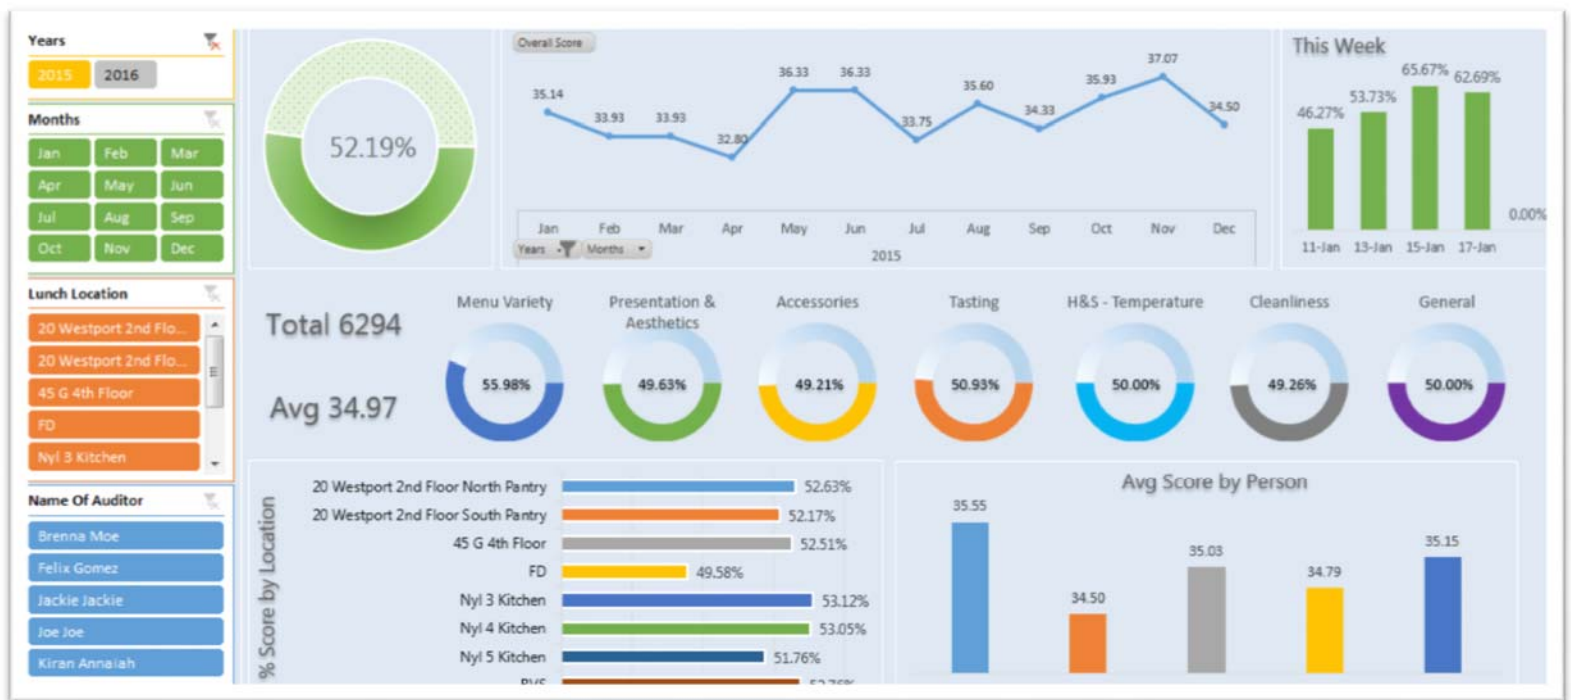 Years
2015 2016
Months
Jan Feb Mar
Apr May Jun
Jul Aug Sep
Oct Nov Dec
Lunch Location
20 Westport 2nd Flo...
20 Westport 2nd Flo...
45 G 4th Floor
FD
Nyl 3 Kitchen
Name Of Auditor
Brenna Moe
Felix Gomez
Jackie Jackie
Joe Joe
Kiran Annaiah
52.19%
Overall Score
35.14 33.93 33.93 32.80 36.33 36.33 33.75 35.60 34.33 35.93 37.07 34.50
Jan Feb Mar Apr May Jun Jul Aug Sep Oct Nov Dec
Years Months
2015
This Week
46.27% 53.73% 65.67% 62.69% 0.00%
11-Jan 13-Jan 15-Jan 17-Jan
Total 6294
Avg 34.97
Menu Variety
55.98%
Presentation &
Aesthetics
49.63%
Accessories
49.21%
Tasting
50.93%
H&S - Temperature
50.00%
Cleanliness
49.26%
General
50.00%
% Score by Location
20 Westport 2nd Floor North Pantry 52.63%
20 Westport 2nd Floor South Pantry 52.17%
45 G 4th Floor 52.51%
FD 49.58%
Nyl 3 Kitchen 53.12%
Nyl 4 Kitchen 53.05%
Nyl 5 Kitchen 51.76%
Avg Score by Person
35.55 34.50 35.03 34.79 35.15